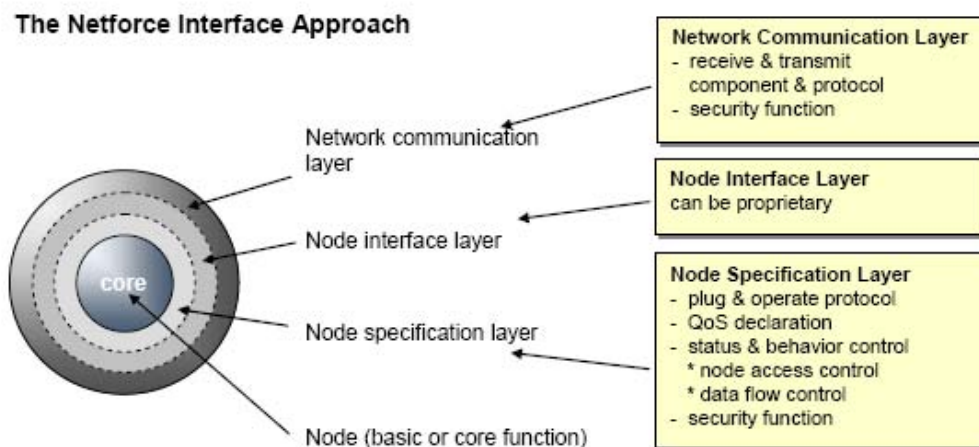 The Netforce Interface Approach
Network communication
layer
Node interface layer
Node specification layer
Node (basic or core function)
core
Network Communication Layer
- receive & transmit
component & protocol
- security function
Node Interface Layer
can be proprietary
Node Specification Layer
- plug & operate protocol
- QoS declaration
- status & behavior control
* node access control
* data flow control
- security function